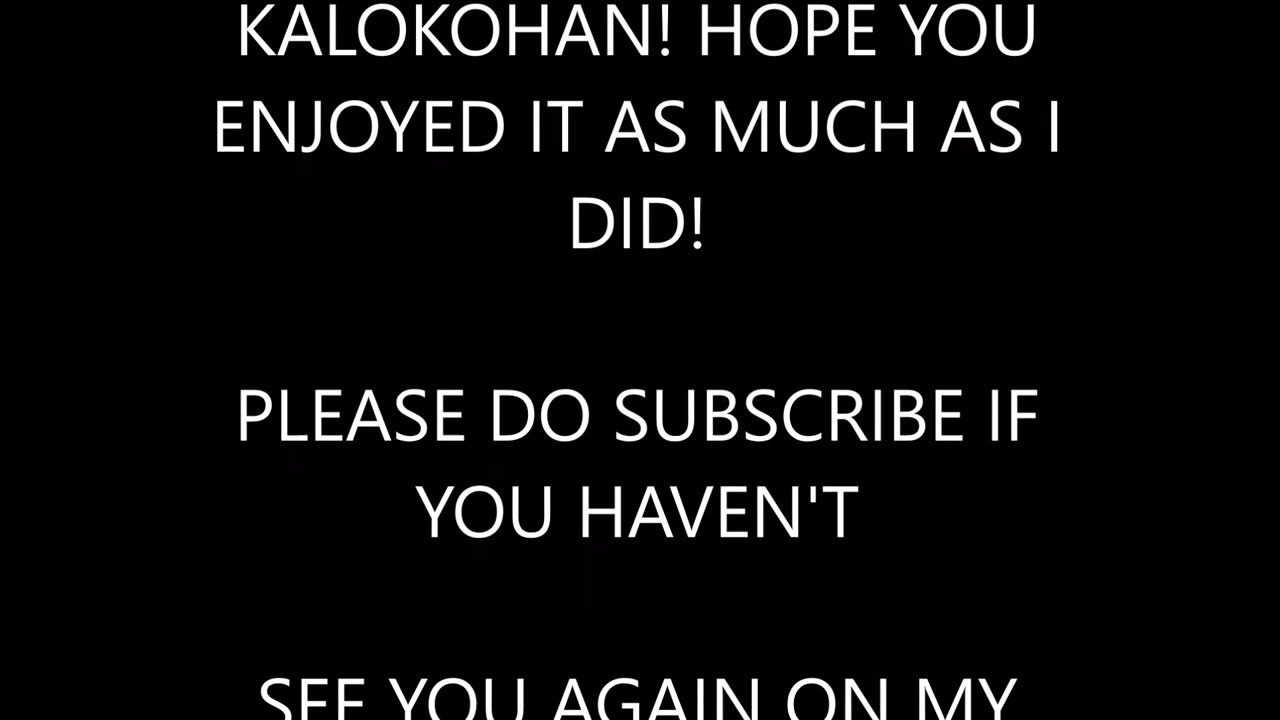 KALOKOHAN! HOPE YOU
ENJOYED IT AS MUCH AS I
DID!
PLEASE DO SUBSCRIBE IF
YOU HAVEN'T
SEE YOU AGAIN ON MY